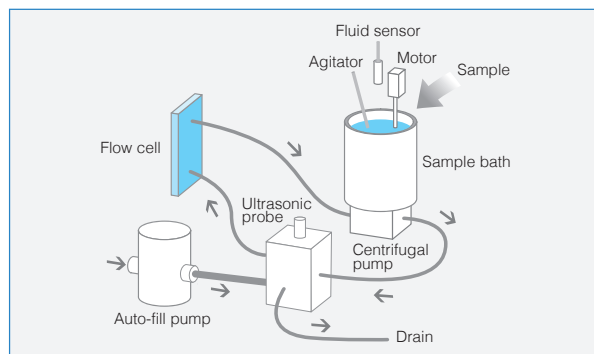 Fluid sensor
Agitator
Motor
Sample
Flow cell
Sample bath
Ultrasonic
probe
Centrifugal
pump
Auto-fill pump
Drain